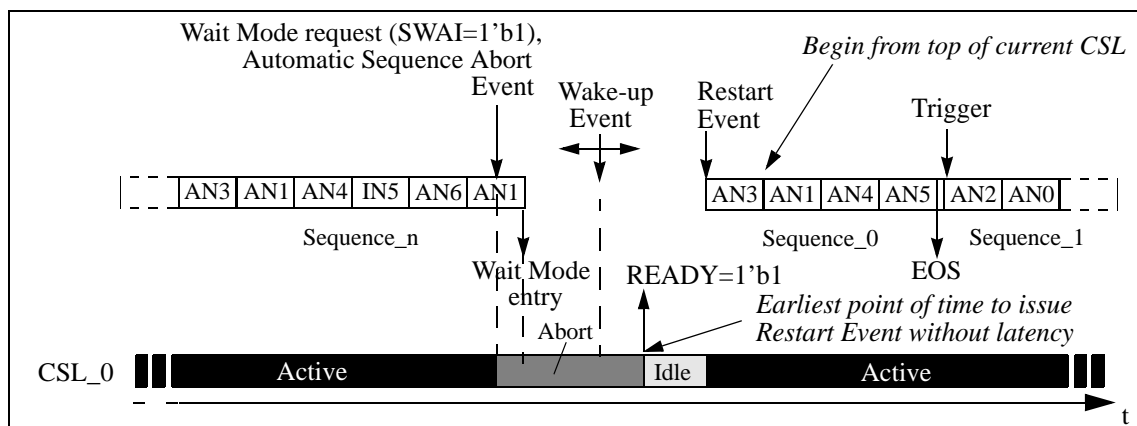 Wait Mode request (SWAI=1’b1),
Automatic Sequence Abort
Event
Wake-up
Event
Restart
Event
Begin from top of current CSL
Trigger
AN3 AN1 AN4 IN5 AN6 AN1
AN3 AN1 AN4 AN5 AN2 AN0
Sequence_n
Sequence_0
Sequence_1
Wait Mode
entry
READY=1’b1
EOS
Earliest point of time to issue
Restart Event without latency
Abort
CSL_0
Active
Idle
Active
t